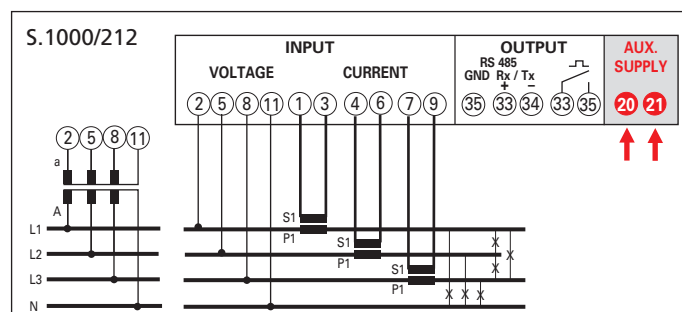 S.1000/212
INPUT
OUTPUT
AUX.
SUPPLY
VOLTAGE
CURRENT
RS 485
GND Rx / Tx
+ −
2 5 8 11 1 3 4 6 7 9 35 33 34 33 35 20 21
2 5 8 11
a
A
S1
L1
P1
S1
L2
P1
S1
L3
P1
N
X
X
X X X